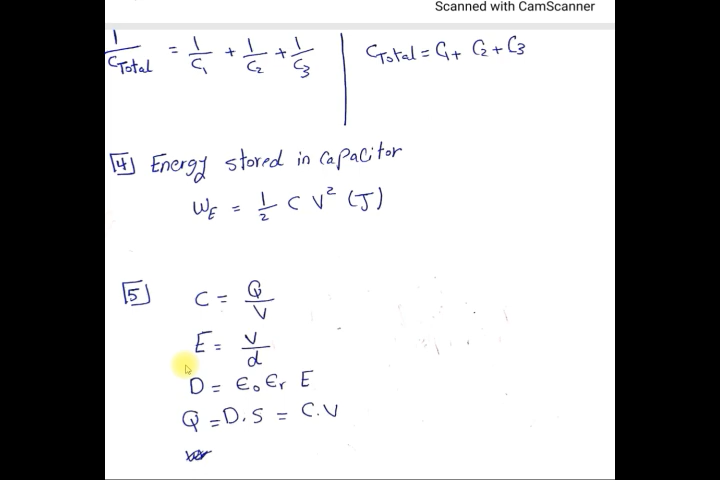 Scanned with CamScanner
1/C_Total = 1/C₁ + 1/C₂ + 1/C₃ | C_Total = C₁ + C₂ + C₃
[4] Energy stored in capacitor
W_E = 1/2 C V² (J)
[5] C = Q/V
E = V/d
D = ϵ₀ ϵᵣ E
Q = D.S = C.V